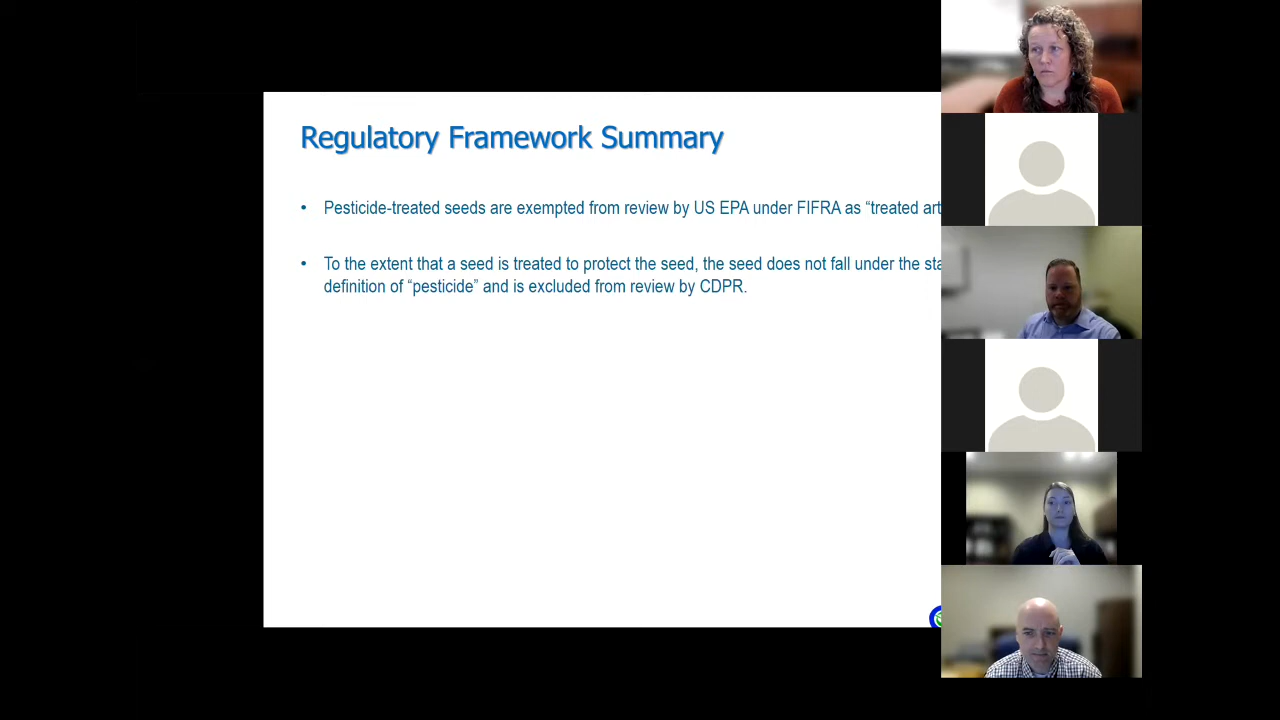 Regulatory Framework Summary
• Pesticide-treated seeds are exempted from review by US EPA under FIFRA as “treated art
• To the extent that a seed is treated to protect the seed, the seed does not fall under the sta
definition of “pesticide” and is excluded from review by CDPR.